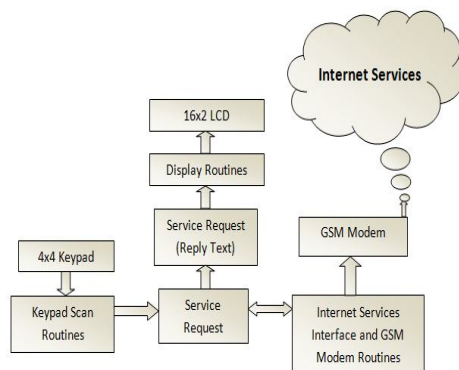 Internet Services
16x2 LCD
Display Routines
Service Request
(Reply Text)
GSM Modem
4x4 Keypad
Keypad Scan
Routines
Service
Request
Internet Services
Interface and GSM
Modem Routines